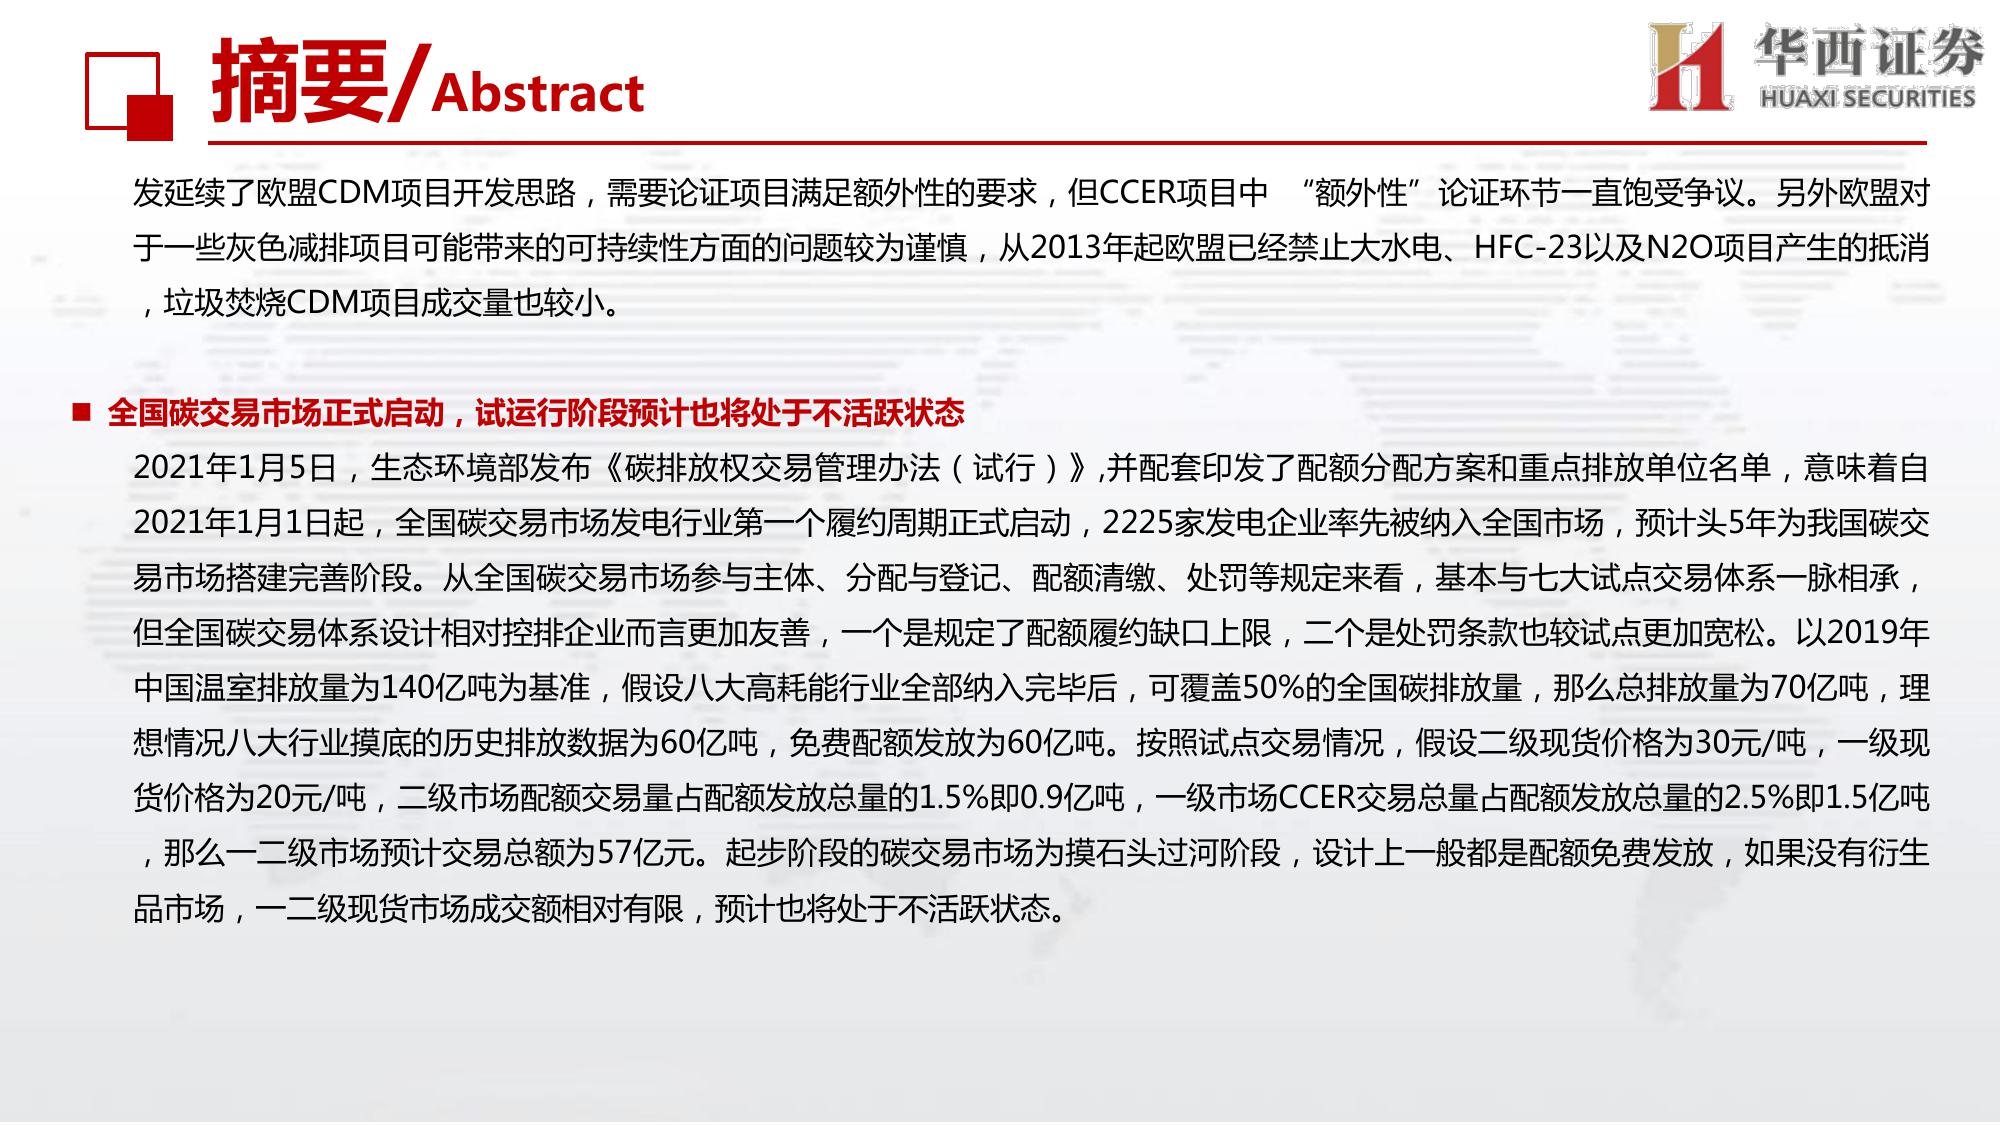 摘要/Abstract
华西证券
HUAXI SECURITIES
发延续了欧盟CDM项目开发思路，需要论证项目满足额外性的要求，但CCER项目中 “额外性”论证环节一直饱受争议。另外欧盟对
于一些灰色减排项目可能带来的可持续性方面的问题较为谨慎，从2013年起欧盟已经禁止大水电、HFC-23以及N2O项目产生的抵消
，垃圾焚烧CDM项目成交量也较小。
■ 全国碳交易市场正式启动，试运行阶段预计也将处于不活跃状态
2021年1月5日，生态环境部发布《碳排放权交易管理办法（试行）》,并配套印发了配额分配方案和重点排放单位名单，意味着自
2021年1月1日起，全国碳交易市场发电行业第一个履约周期正式启动，2225家发电企业率先被纳入全国市场，预计头5年为我国碳交
易市场搭建完善阶段。从全国碳交易市场参与主体、分配与登记、配额清缴、处罚等规定来看，基本与七大试点交易体系一脉相承，
但全国碳交易体系设计相对控排企业而言更加友善，一个是规定了配额履约缺口上限，二个是处罚条款也较试点更加宽松。以2019年
中国温室排放量为140亿吨为基准，假设八大高耗能行业全部纳入完毕后，可覆盖50%的全国碳排放量，那么总排放量为70亿吨，理
想情况八大行业摸底的历史排放数据为60亿吨，免费配额发放为60亿吨。按照试点交易情况，假设二级现货价格为30元/吨，一级现
货价格为20元/吨，二级市场配额交易量占配额发放总量的1.5%即0.9亿吨，一级市场CCER交易总量占配额发放总量的2.5%即1.5亿吨
，那么一二级市场预计交易总额为57亿元。起步阶段的碳交易市场为摸石头过河阶段，设计上一般都是配额免费发放，如果没有衍生
品市场，一二级现货市场成交额相对有限，预计也将处于不活跃状态。